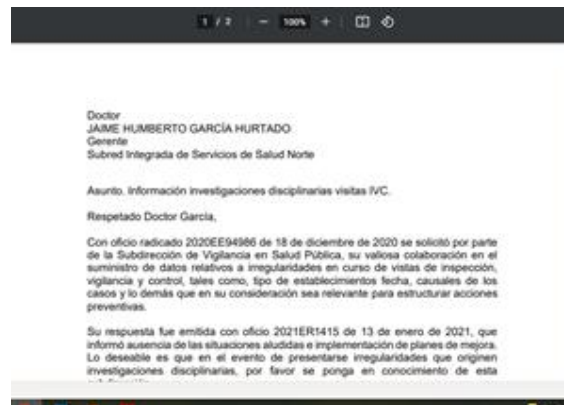 1 / 2 — 100% +
Doctor
JAIME HUMBERTO GARCÍA HURTADO
Gerente
Subred Integrada de Servicios de Salud Norte
Asunto. Información investigaciones disciplinarias visitas IVC.
Respetado Doctor García,
Con oficio radicado 2020EE94986 de 18 de diciembre de 2020 se solicitó por parte
de la Subdirección de Vigilancia en Salud Pública, su valiosa colaboración en el
suministro de datos relativos a irregularidades en curso de vistas de inspección,
vigilancia y control, tales como, tipo de establecimientos fecha, causales de los
casos y lo demás que en su consideración sea relevante para estructurar acciones
preventivas.
Su respuesta fue emitida con oficio 2021ER1415 de 13 de enero de 2021, que
informó ausencia de las situaciones aludidas e implementación de planes de mejora.
Lo deseable es que en el evento de presentarse irregularidades que originen
investigaciones disciplinarias, por favor se ponga en conocimiento de esta